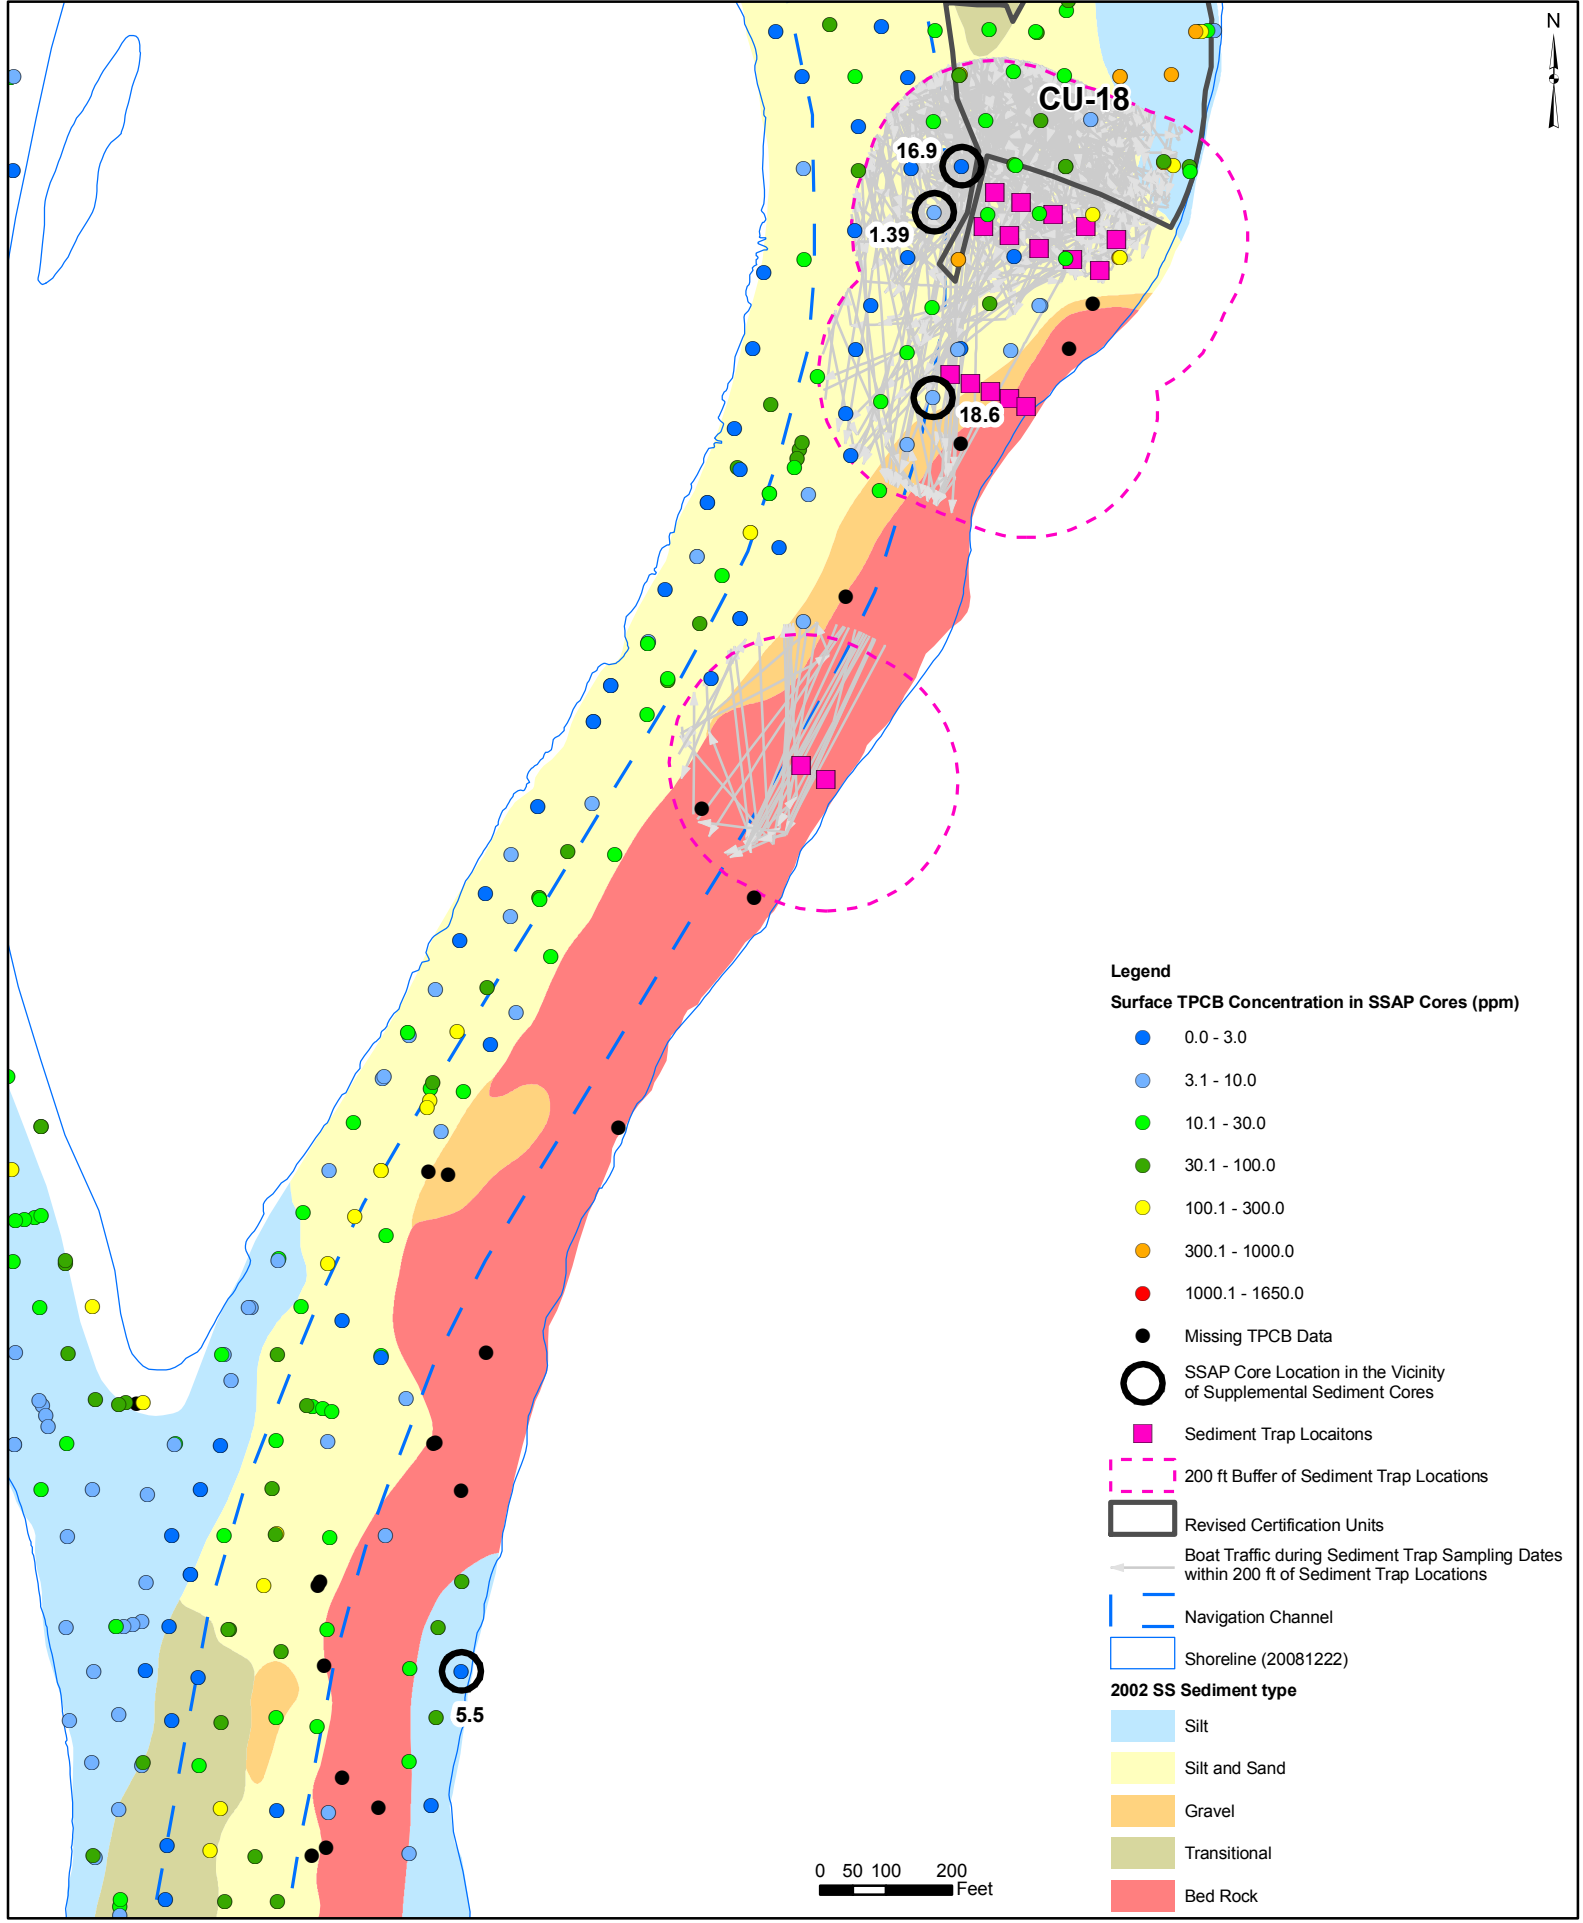 N
CU-18
16.9
1.39
18.6
Legend
Surface TPCB Concentration in SSAP Cores (ppm)
0.0 - 3.0
3.1 - 10.0
10.1 - 30.0
30.1 - 100.0
100.1 - 300.0
300.1 - 1000.0
1000.1 - 1650.0
Missing TPCB Data
SSAP Core Location in the Vicinity
of Supplemental Sediment Cores
Sediment Trap Locaitons
200 ft Buffer of Sediment Trap Locations
Revised Certification Units
Boat Traffic during Sediment Trap Sampling Dates
within 200 ft of Sediment Trap Locations
Navigation Channel
Shoreline (20081222)
2002 SS Sediment type
Silt
Silt and Sand
Gravel
Transitional
Bed Rock
5.5
0 50 100 200
Feet